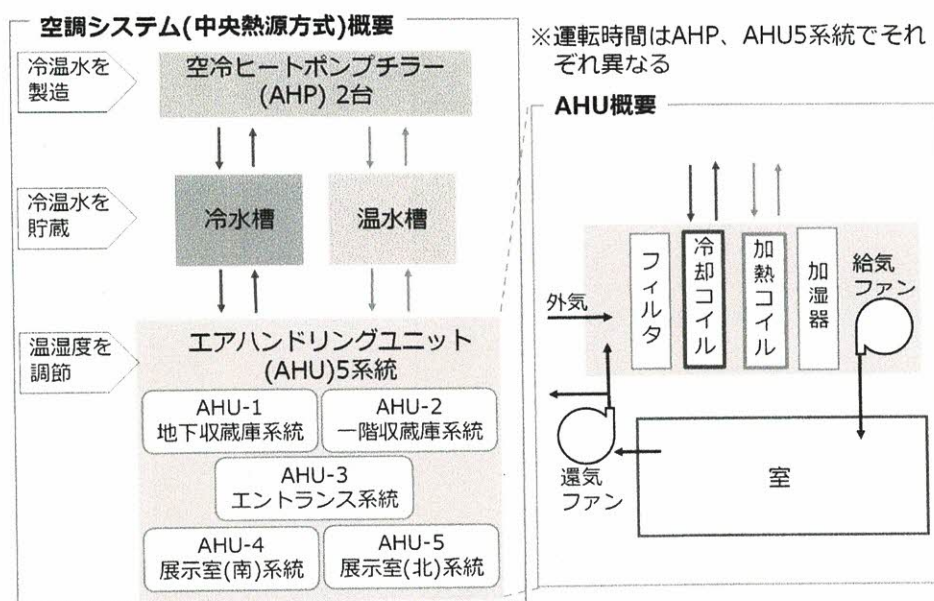 空調システム(中央熱源方式)概要
冷温水を
製造
空冷ヒートポンプチラー
(AHP) 2台
冷温水を
貯蔵
冷水槽
温水槽
温湿度を
調節
エアハンドリングユニット
(AHU)5系統
AHU-1
地下収蔵庫系統
AHU-2
一階収蔵庫系統
AHU-3
エントランス系統
AHU-4
展示室(南)系統
AHU-5
展示室(北)系統
※運転時間はAHP、AHU5系統でそれ
ぞれ異なる
AHU概要
外気
フィルタ
冷却コイル
加熱コイル
加湿器
給気
ファン
還気
ファン
室